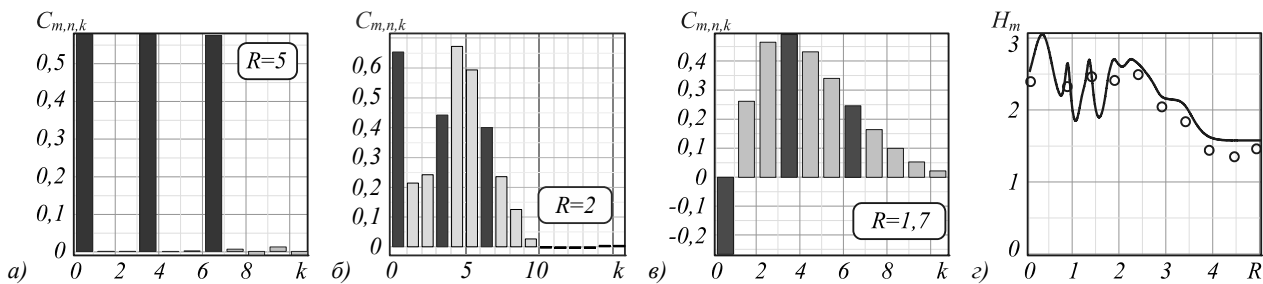 C_{m,n,k}
0,5
0,4
0,3
0,2
0,1
0
R=5
а)
0 2 4 6 8 k
C_{m,n,k}
0,6
0,5
0,4
0,3
0,2
0,1
0
R=2
б)
0 5 10 k
C_{m,n,k}
0,4
0,3
0,2
0,1
0
-0,1
-0,2
R=1,7
в)
0 2 4 6 8 k
H_m
3
2
1
0
г)
0 1 2 3 4 R